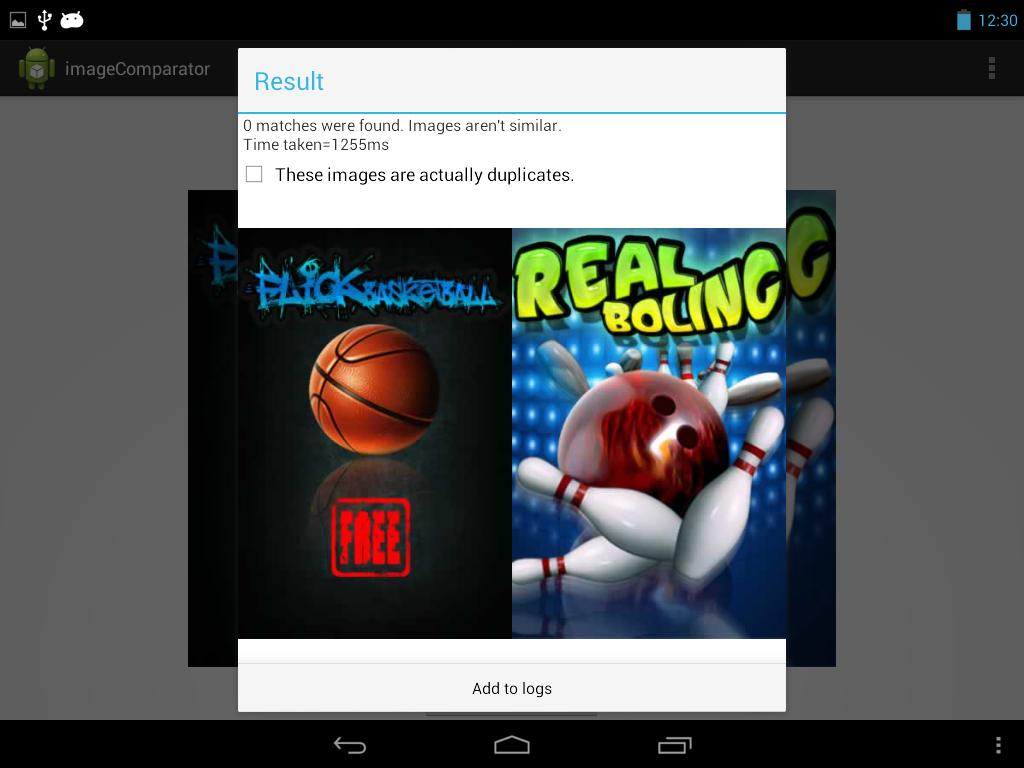 12:30
imageComparator
Result
0 matches were found. Images aren't similar.
Time taken=1255ms
These images are actually duplicates.
FLICK BASKETBALL
FREE
REAL
BOLING
G
Add to logs